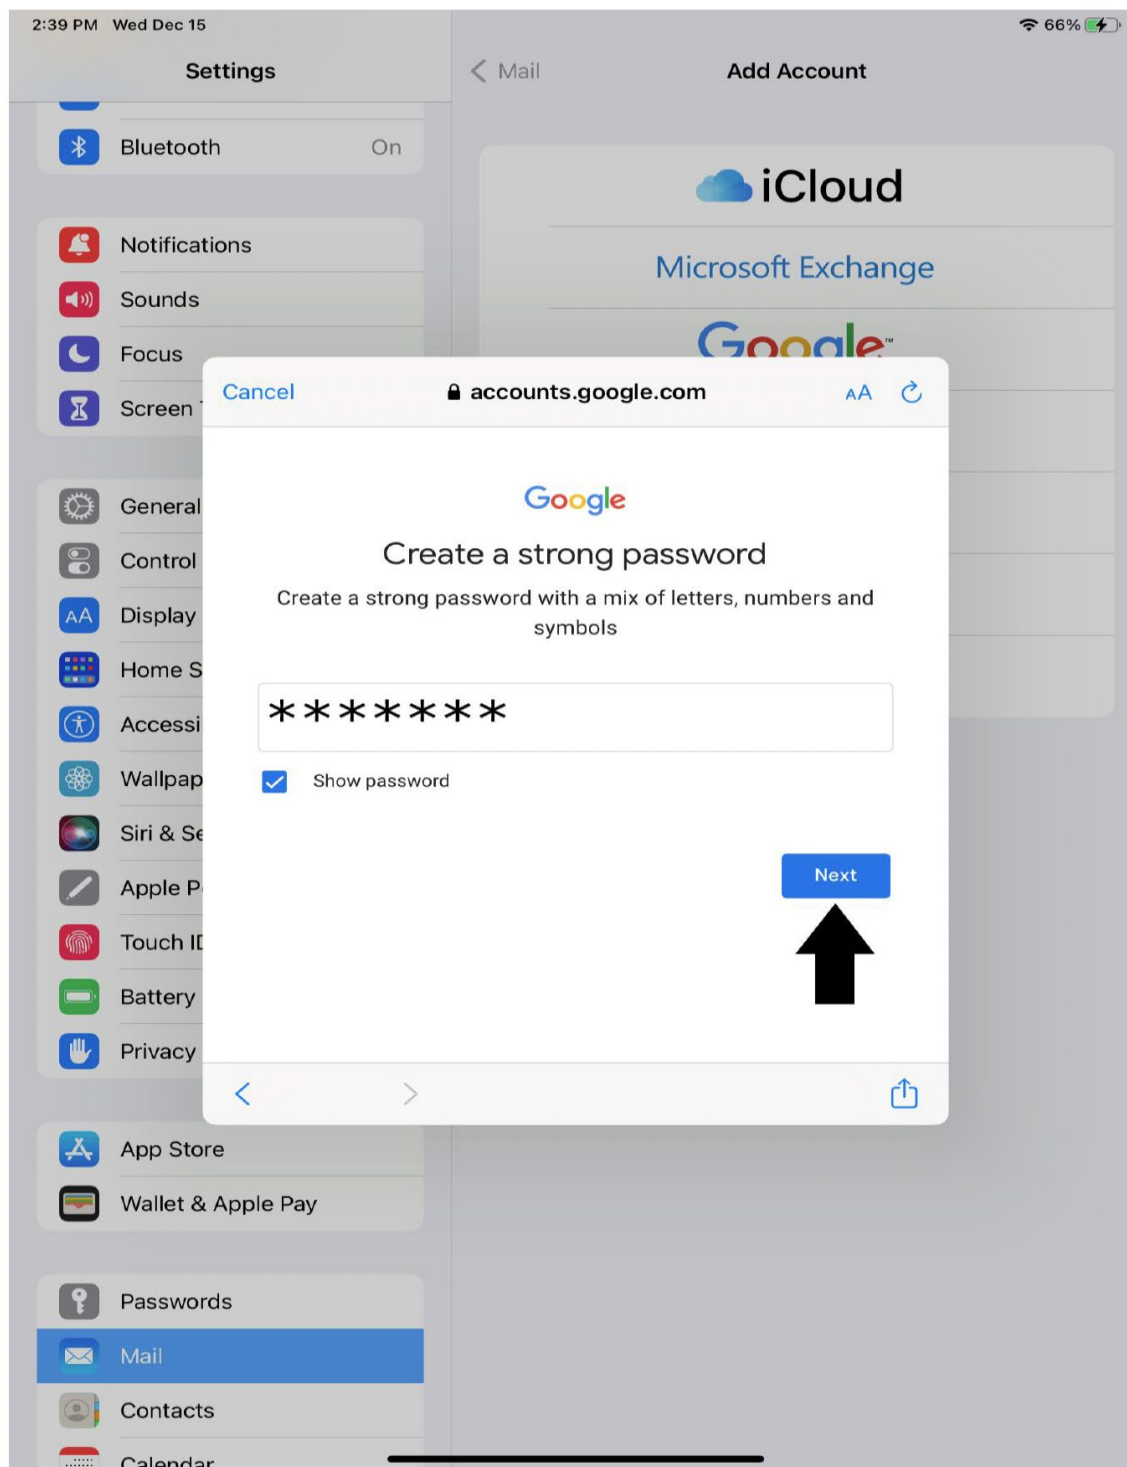 2:39 PM Wed Dec 15
66%
Settings
Mail
Add Account
Bluetooth On
Notifications
Sounds
Focus
Screen
General
Control
Display
Home S
Accessi
Wallpap
Siri & Se
Apple P
Touch ID
Battery
Privacy
App Store
Wallet & Apple Pay
Passwords
Mail
Contacts
Calendar
iCloud
Microsoft Exchange
Google™
Cancel
accounts.google.com
AA
Google
Create a strong password
Create a strong password with a mix of letters, numbers and
symbols
*******
Show password
Next